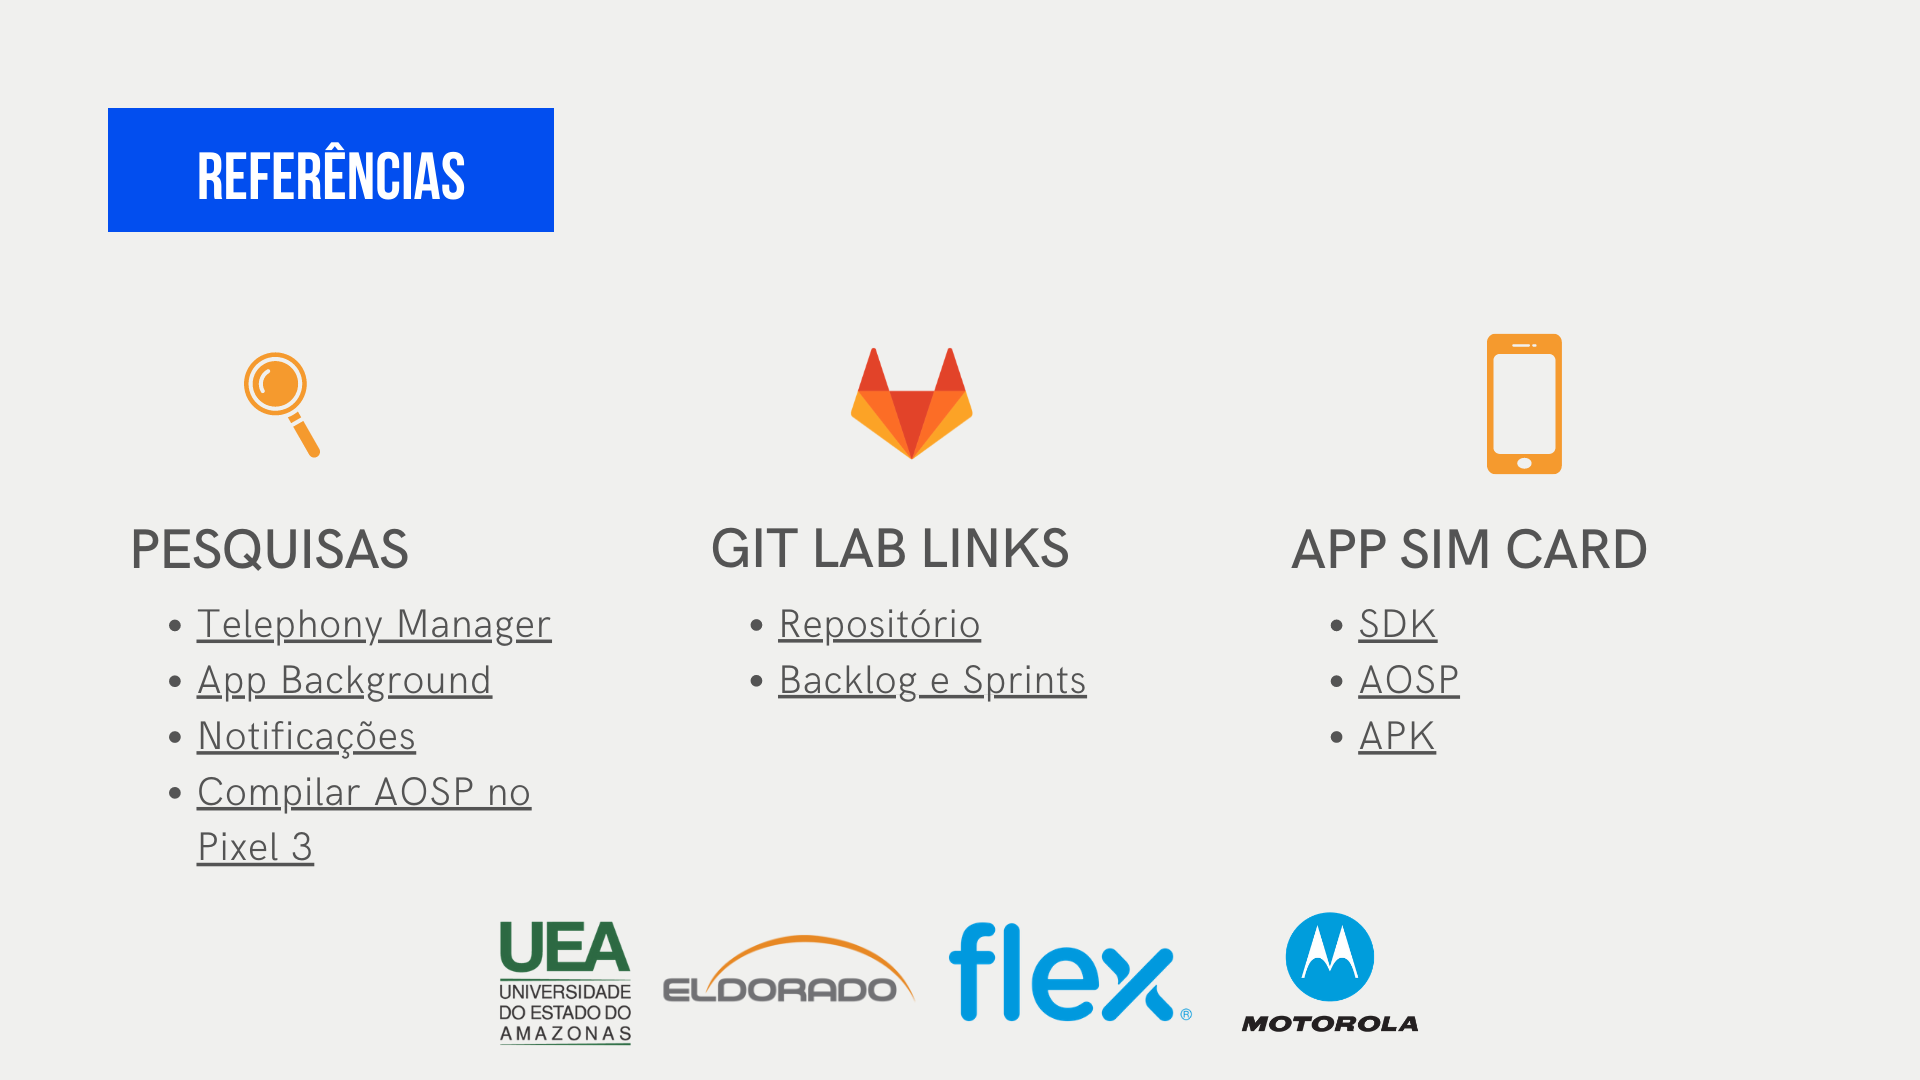 REFERÊNCIAS
PESQUISAS
Telephony Manager
App Background
Notificações
Compilar AOSP no
Pixel 3
GIT LAB LINKS
Repositório
Backlog e Sprints
APP SIM CARD
SDK
AOSP
APK
UEA
UNIVERSIDADE
DO ESTADO DO
AMAZONAS
ELDORADO
flex®
MOTOROLA